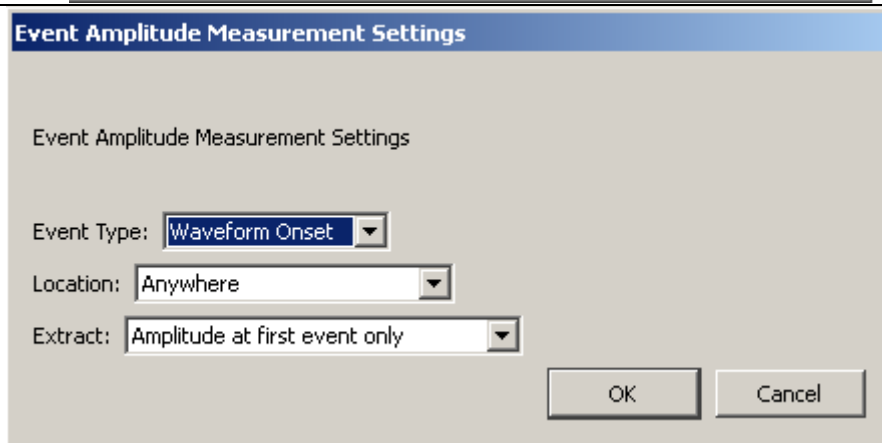 Event Amplitude Measurement Settings
Event Amplitude Measurement Settings
Event Type: Waveform Onset
Location: Anywhere
Extract: Amplitude at first event only
OK Cancel